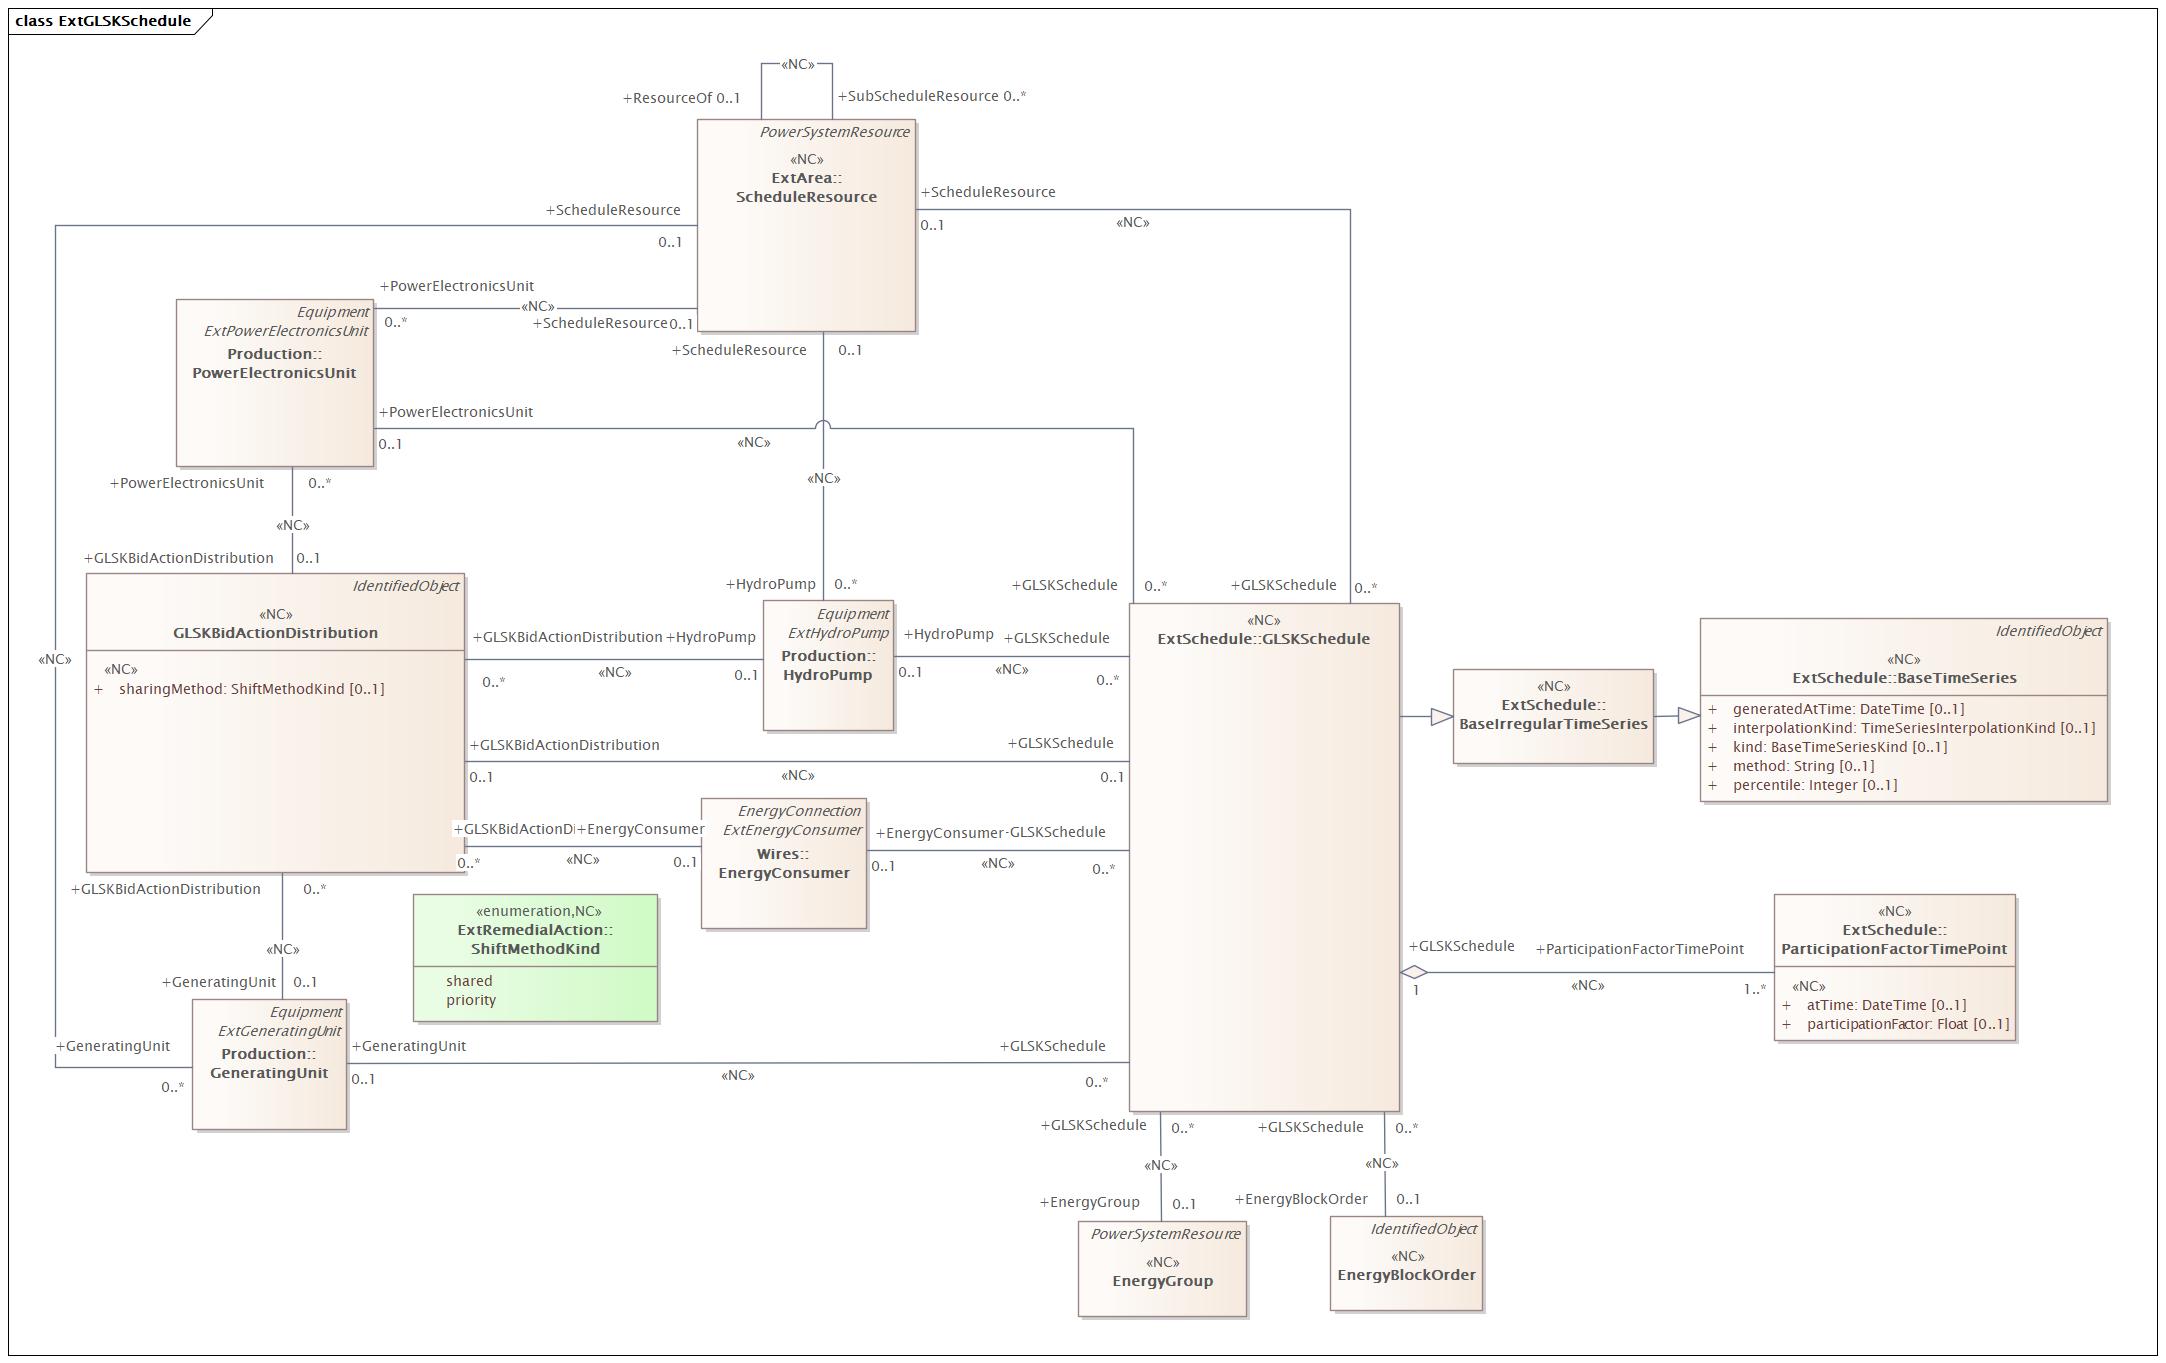 class ExtGLSKSchedule
«NC»
+ResourceOf 0..1
+SubScheduleResource 0..*
PowerSystemResource
«NC»
ExtArea::
ScheduleResource
+ScheduleResource
0..1
«NC»
+ScheduleResource
0..1
+PowerElectronicsUnit
0..*
«NC»
+ScheduleResource 0..1
+ScheduleResource
0..1
Equipment
ExtPowerElectronicsUnit
Production::
PowerElectronicsUnit
+PowerElectronicsUnit
0..1
«NC»
«NC»
+PowerElectronicsUnit
0..*
«NC»
+GLSKBidActionDistribution
0..1
+HydroPump
0..*
+GLSKSchedule
0..*
+GLSKSchedule
0..*
IdentifiedObject
«NC»
GLSKBidActionDistribution
«NC»
+ sharingMethod: ShiftMethodKind [0..1]
«NC»
+GLSKBidActionDistribution
+HydroPump
0..*
«NC»
0..1
Equipment
ExtHydroPump
Production::
HydroPump
+HydroPump
+GLSKSchedule
0..1
«NC»
0..*
«NC»
ExtSchedule::GLSKSchedule
«NC»
ExtSchedule::
BaseIrregularTimeSeries
IdentifiedObject
«NC»
ExtSchedule::BaseTimeSeries
+ generatedAtTime: DateTime [0..1]
+ interpolationKind: TimeSeriesInterpolationKind [0..1]
+ kind: BaseTimeSeriesKind [0..1]
+ method: String [0..1]
+ percentile: Integer [0..1]
+GLSKBidActionDistribution
+GLSKSchedule
0..1
«NC»
0..1
+GLSKBidActionDi
+EnergyConsumer
0..*
«NC»
0..1
EnergyConnection
ExtEnergyConsumer
Wires::
EnergyConsumer
+EnergyConsumer
GLSKSchedule
0..1
«NC»
0..*
+GLSKBidActionDistribution
0..*
«NC»
+GeneratingUnit
0..1
«enumeration,NC»
ExtRemedialAction::
ShiftMethodKind
shared
priority
+GLSKSchedule
+ParticipationFactorTimePoint
1
«NC»
1..*
«NC»
ExtSchedule::
ParticipationFactorTimePoint
«NC»
+ atTime: DateTime [0..1]
+ participationFactor: Float [0..1]
Equipment
ExtGeneratingUnit
Production::
GeneratingUnit
+GeneratingUnit
0..*
+GeneratingUnit
0..1
«NC»
+GLSKSchedule
0..*
+GLSKSchedule
0..*
«NC»
+EnergyGroup
0..1
+GLSKSchedule
0..*
«NC»
+EnergyBlockOrder
0..1
PowerSystemResource
«NC»
EnergyGroup
IdentifiedObject
«NC»
EnergyBlockOrder